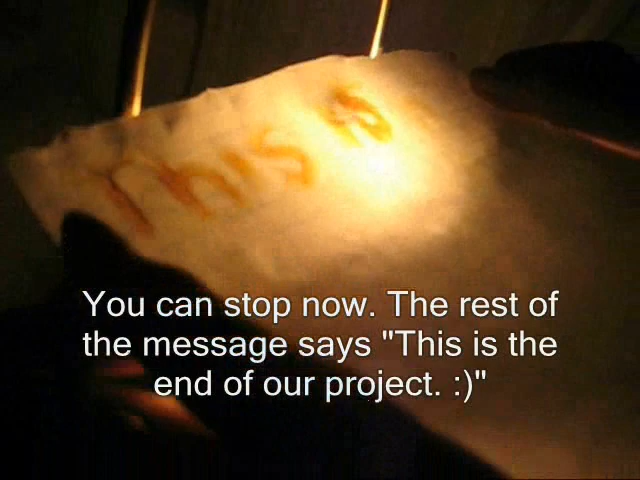 This
You can stop now. The rest of
the message says "This is the
end of our project. :)"